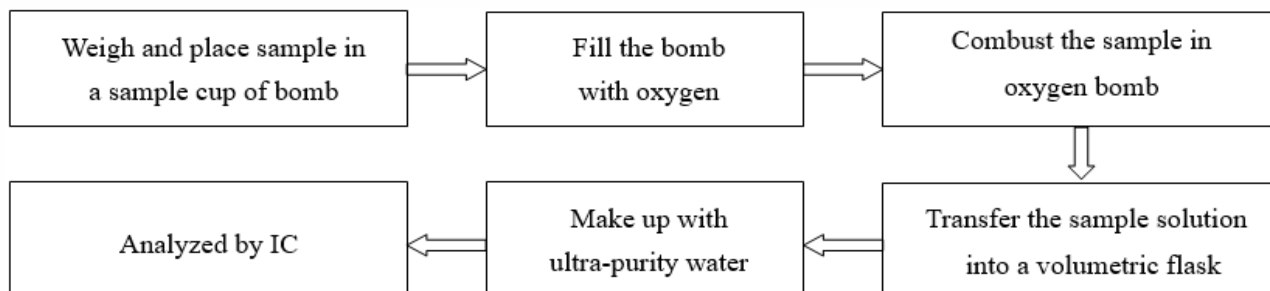 Weigh and place sample in
a sample cup of bomb
Fill the bomb
with oxygen
Combust the sample in
oxygen bomb
Transfer the sample solution
into a volumetric flask
Make up with
ultra-purity water
Analyzed by IC